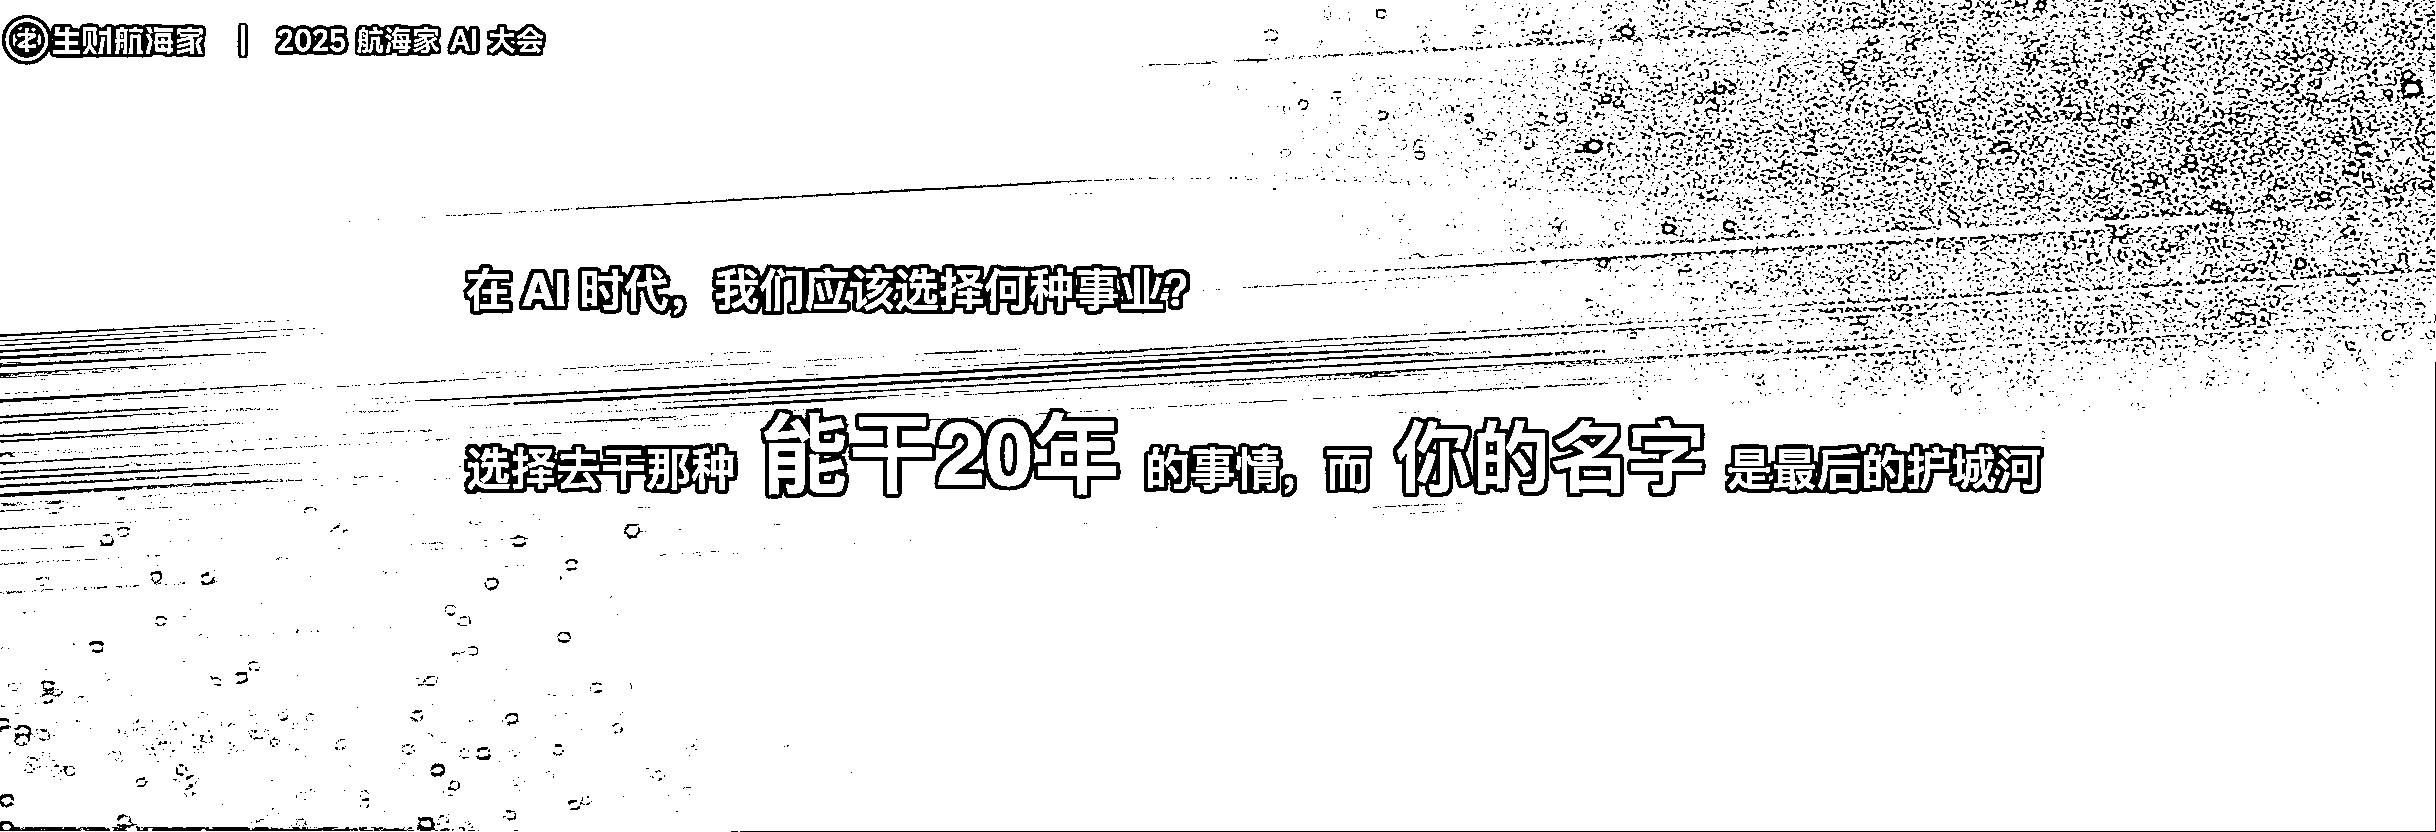 生财航海家 | 2025 航海家 AI 大会
在 AI 时代，我们应该选择何种事业？
选择去干那种 能干20年 的事情，而 你的名字 是最后的护城河